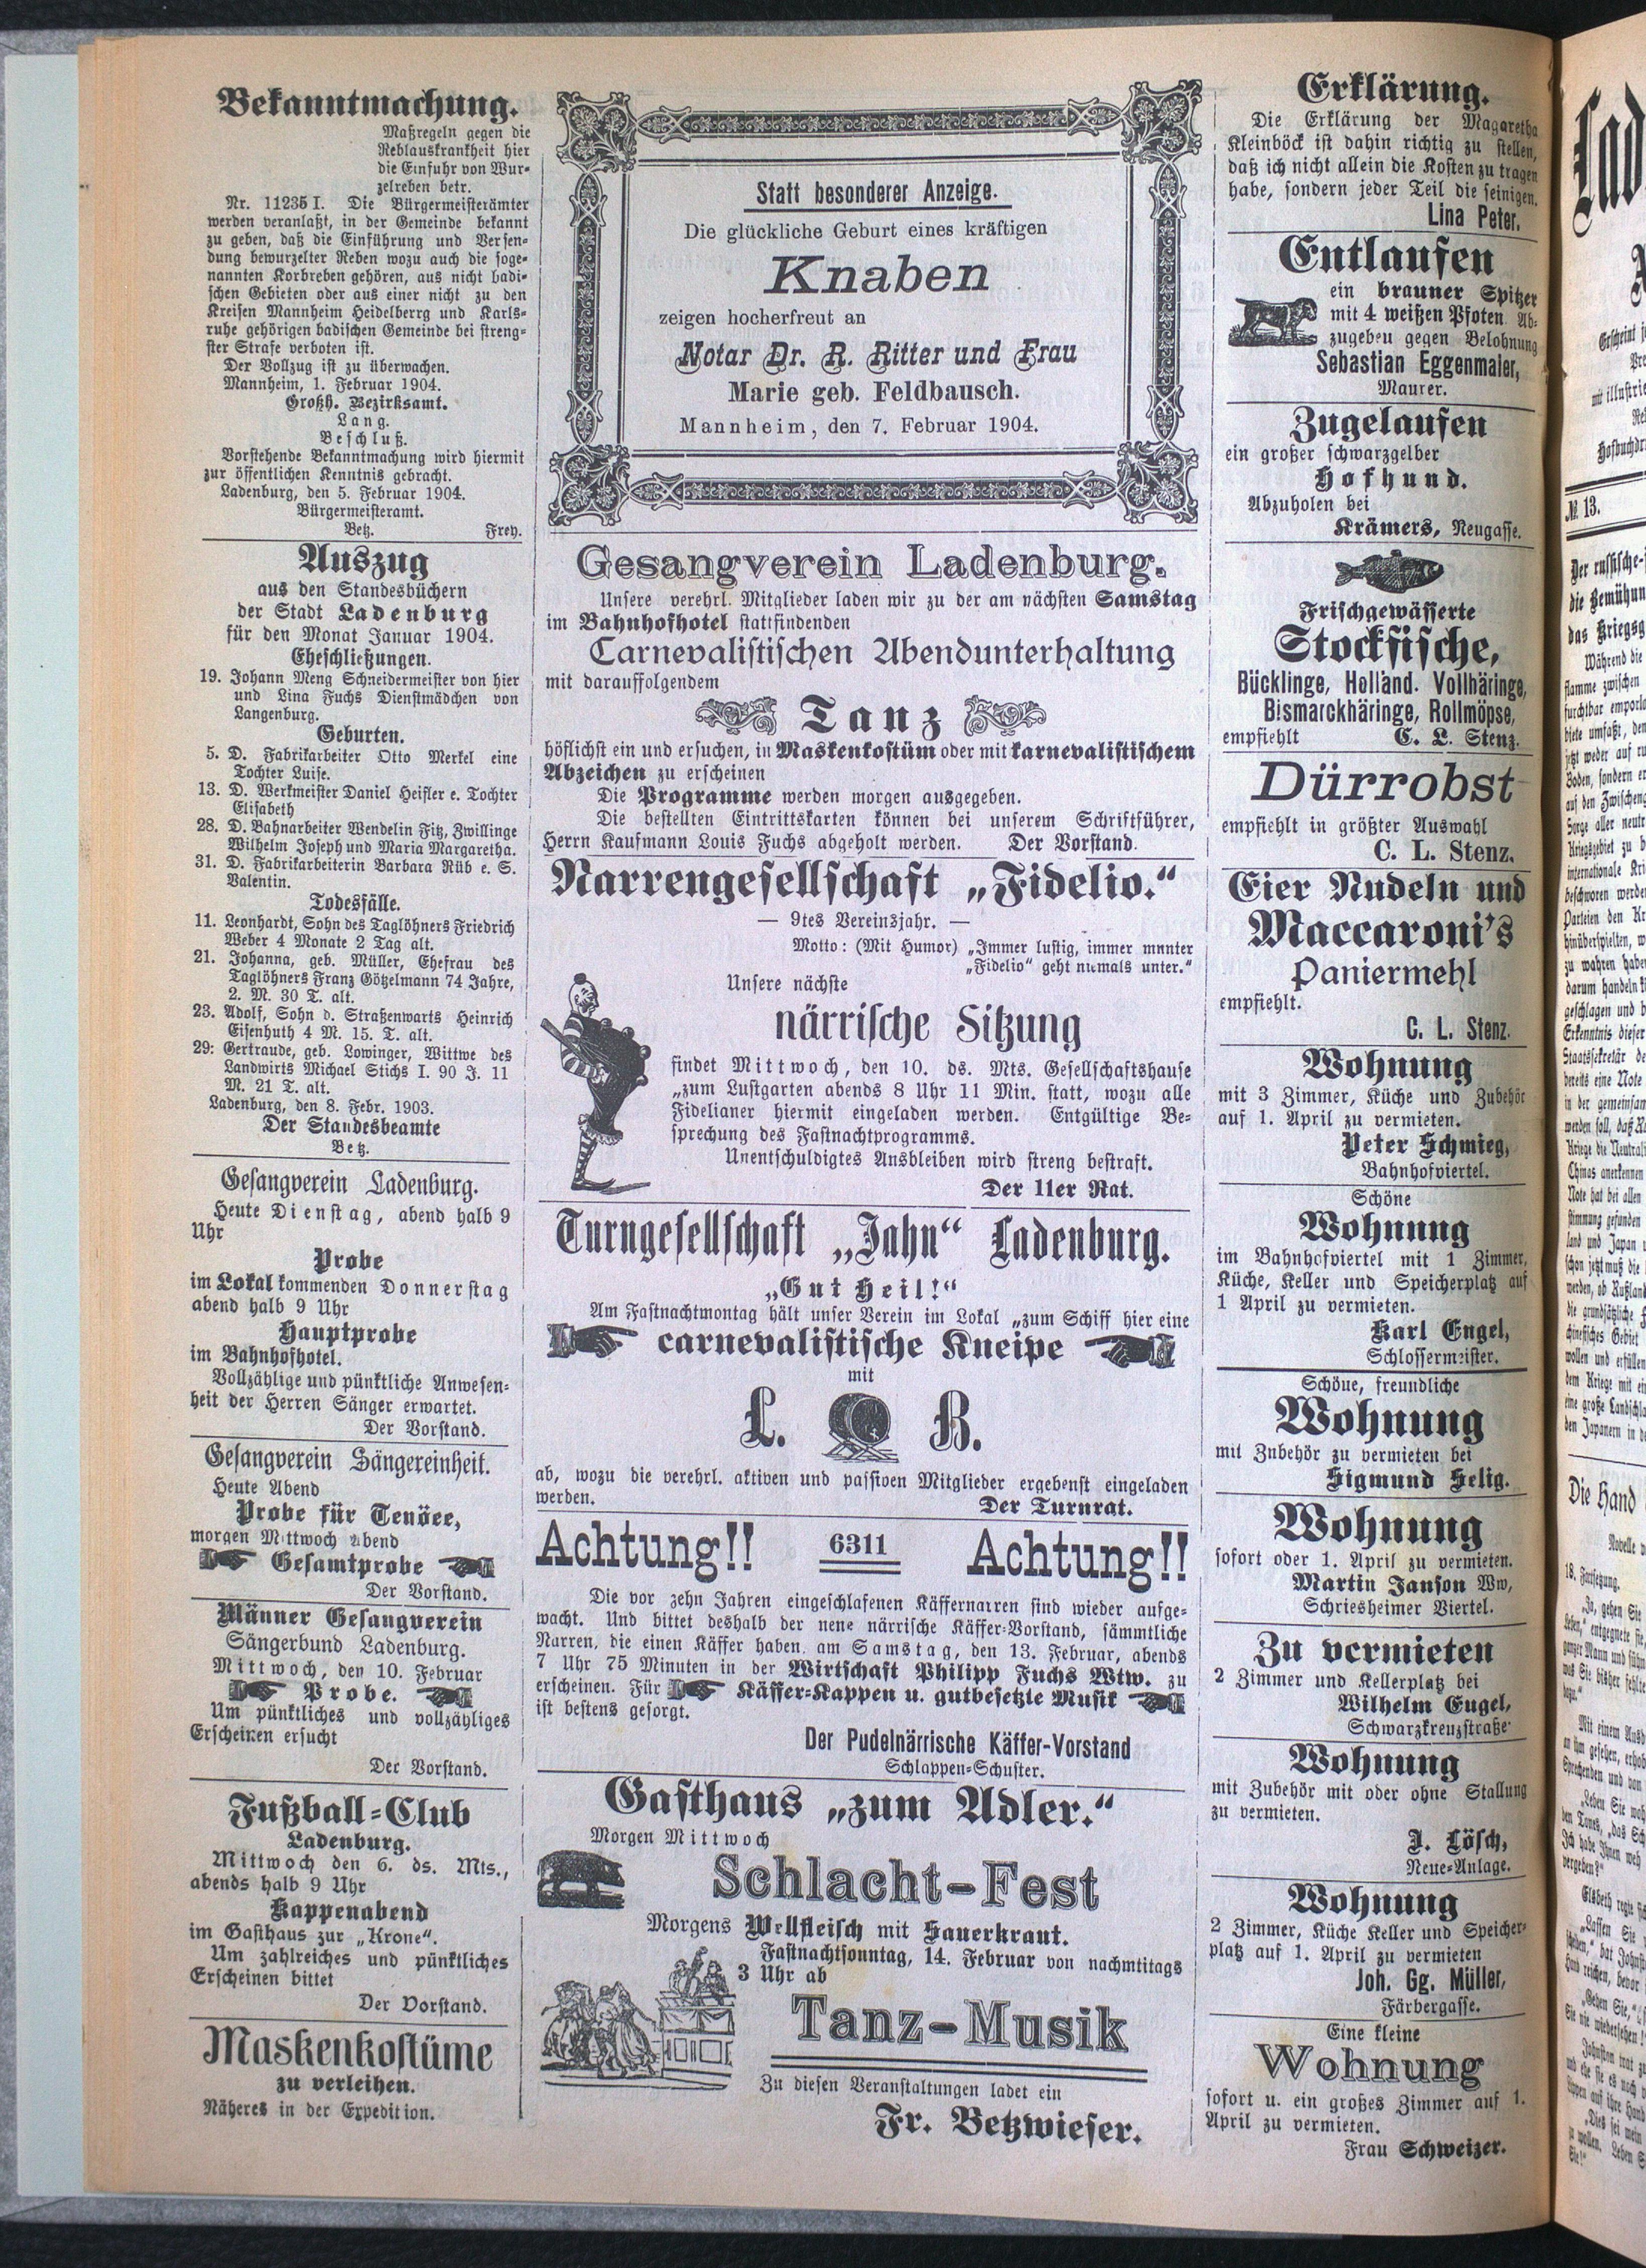 Bekanntmachung.
Maßregeln gegen die
Reblauskrankheit hier
die Einfuhr von Wur-
zelreben betr.
Nr. 11235 I. Die Bürgermeisterämter
werden veranlaßt, in der Gemeinde bekannt
zu geben, daß die Einführung und Versen-
dung bewurzelter Reben wozu auch die soge-
nannten Korbreben gehören, aus nicht badi-
schen Gebieten oder aus einer nicht zu den
Kreisen Mannheim Heidelberrg und Karls-
ruhe gehörigen badischen Gemeinde bei streng-
ster Strafe verboten ist.
Der Vollzug ist zu überwachen.
Mannheim, 1. Februar 1904.
Großh. Bezirksamt.
Lang.
Beschluß.
Vorstehende Bekanntmachung wird hiermit
zur öffentlichen Kenntnis gebracht.
Ladenburg, den 5. Februar 1904.
Bürgermeisteramt.
Betz. Frey.
Auszug
aus den Standesbüchern
der Stadt Ladenburg
für den Monat Januar 1904.
Eheschließungen.
19. Johann Meng Schneidermeister von hier
und Lina Fuchs Dienstmädchen von
Langenburg.
Geburten.
5. D. Fabrikarbeiter Otto Merkel eine
Tochter Luise.
13. D. Werkmeister Daniel Heisler e. Tochter
Elisabeth
28. D. Bahnarbeiter Wendelin Fitz, Zwillinge
Wilhelm Joseph und Maria Margaretha.
31. D. Fabrikarbeiterin Barbara Rüb e. S.
Valentin.
Todesfälle.
11. Leonhardt, Sohn des Taglöhners Friedrich
Weber 4 Monate 2 Tag alt.
21. Johanna, geb. Müller, Ehefrau des
Taglöhners Franz Götzelmann 74 Jahre,
2. M. 30 T. alt.
23. Adolf, Sohn d. Straßenwarts Heinrich
Eisenhuth 4 M. 15. T. alt.
29: Gertraude, geb. Lowinger, Wittwe des
Landwirts Michael Stichs I. 90 J. 11
M. 21 T. alt.
Ladenburg, den 8. Febr. 1903.
Der Standesbeamte
Betz.
Gesangverein Ladenburg.
Heute Dienstag, abend halb 9
Uhr
Probe
im Lokal kommenden Donnerstag
abend halb 9 Uhr
Hauptprobe
im Bahnhofhotel.
Vollzählige und pünktliche Anwesen-
heit der Herren Sänger erwartet.
Der Vorstand.
Gesangverein Sängereinheit.
Heute Abend
Probe für Tenöre,
morgen Mittwoch abend
Gesamtprobe
Der Vorstand.
Männer Gesangverein
Sängerbund Ladenburg.
Mittwoch, den 10. Februar
Probe.
Um pünktliches und vollzähliges
Erscheinen ersucht
Der Vorstand.
Fußball-Club
Ladenburg.
Mittwoch den 6. ds. Mts.,
abends halb 9 Uhr
Kappenabend
im Gasthaus zur „Krone“.
Um zahlreiches und pünktliches
Erscheinen bittet
Der Vorstand.
Maskenkostüme
zu verleihen.
Näheres in der Expedition.
Statt besonderer Anzeige.
Die glückliche Geburt eines kräftigen
Knaben
zeigen hocherfreut an
Notar Dr. R. Ritter und Frau
Marie geb. Feldbausch.
Mannheim, den 7. Februar 1904.
Gesangverein Ladenburg.
Unsere verehrl. Mitglieder laden wir zu der am nächsten Samstag
im Bahnhofhotel stattfindenden
Carnevalistischen Abendunterhaltung
mit darauffolgendem
Tanz
höflichst ein und ersuchen, in Maskenkostüm oder mit karnevalistischem
Abzeichen zu erscheinen
Die Programme werden morgen ausgegeben.
Die bestellten Eintrittskarten können bei unserem Schriftführer,
Herrn Kaufmann Louis Fuchs abgeholt werden. Der Vorstand.
Narrengesellschaft „Fidelio.“
— 9tes Vereinsjahr. —
Motto: (Mit Humor) „Immer lustig, immer mnnter
„Fidelio“ geht niemals unter.“
Unsere nächste
närrische Sitzung
findet Mittwoch, den 10. ds. Mts. Gesellschaftshause
„zum Lustgarten abends 8 Uhr 11 Min. statt, wozu alle
Fidelianer hiermit eingeladen werden. Entgültige Be-
sprechung des Fastnachtprogramms.
Unentschuldigtes Ausbleiben wird streng bestraft.
Der 11er Rat.
Turngesellschaft „Jahn“ Ladenburg.
„Gut Heil!“
Am Fastnachtmontag hält unser Verein im Lokal „zum Schiff hier eine
carnevalistische Kneipe
mit
L. B.
ab, wozu die verehrl. aktiven und passiven Mitglieder ergebenst eingeladen
werden. Der Turnrat.
Achtung!! 6311 Achtung!!
Die vor zehn Jahren eingeschlafenen Käffernarren sind wieder aufge-
wacht. Und bittet deshalb der nene närrische Käffer-Vorstand, sämmtliche
Narren, die einen Käffer haben, am Samstag, den 13. Februar, abends
7 Uhr 75 Minuten in der Wirtschaft Philipp Fuchs Wtw. zu
erscheinen. Für Käffer-Kappen u. gutbesetzte Musik
ist bestens gesorgt.
Der Pudelnärrische Käffer-Vorstand
Schlappen-Schuster.
Gasthaus „zum Adler.“
Morgen Mittwoch
Schlacht-Fest
Morgens Wellfleisch mit Sauerkraut.
Fastnachtsonntag, 14. Februar von nachmtitags
3 Uhr ab
Tanz-Musik
Zu diesen Veranstaltungen ladet ein
Fr. Betzwieser.
Erklärung.
Die Erklärung der Magaretha
Kleinböck ist dahin richtig zu stellen,
daß ich nicht allein die Kosten zu tragen
habe, sondern jeder Teil die seinigen.
Lina Peter.
Entlaufen
ein brauner Spitzer
mit 4 weißen Pfoten Ab-
zugeben gegen Belohnung
Sebastian Eggenmaier,
Maurer.
Zugelaufen
ein großer schwarzgelber
Hofhund.
Abzuholen bei
Krämers, Neugasse.
Frischgewässerte
Stockfische,
Bücklinge, Holländ. Vollhäringe,
Bismarckhäringe, Rollmöpse,
empfiehlt C. L. Stenz.
Dürrobst
empfiehlt in größter Auswahl
C. L. Stenz.
Eier Nudeln und
Maccaroni's
Paniermehl
empfiehlt.
C. L. Stenz.
Wohnung
mit 3 Zimmer, Küche und Zubehör
auf 1. April zu vermieten.
Peter Schmieg,
Bahnhofviertel.
Schöne
Wohnung
im Bahnhofviertel mit 1 Zimmer,
Küche, Keller und Speicherplatz auf
1 April zu vermieten.
Karl Engel,
Schlossermeister.
Schöne, freundliche
Wohnung
mit Zubehör zu vermieten bei
Sigmund Selig.
Wohnung
sofort oder 1. April zu vermieten.
Martin Janson Ww,
Schriesheimer Viertel.
Zu vermieten
2 Zimmer und Kellerplatz bei
Wilhelm Engel,
Schwarzkreuzstraße
Wohnung
mit Zubehör mit oder ohne Stallung
zu vermieten.
J. Lösch,
Neue-Anlage.
Wohnung
2 Zimmer, Küche Keller und Speicher-
platz auf 1. April zu vermieten
Joh. Gg. Müller,
Färbergasse.
Eine kleine
Wohnung
sofort u. ein großes Zimmer auf 1.
April zu vermieten.
Frau Schweizer.
№ 13.